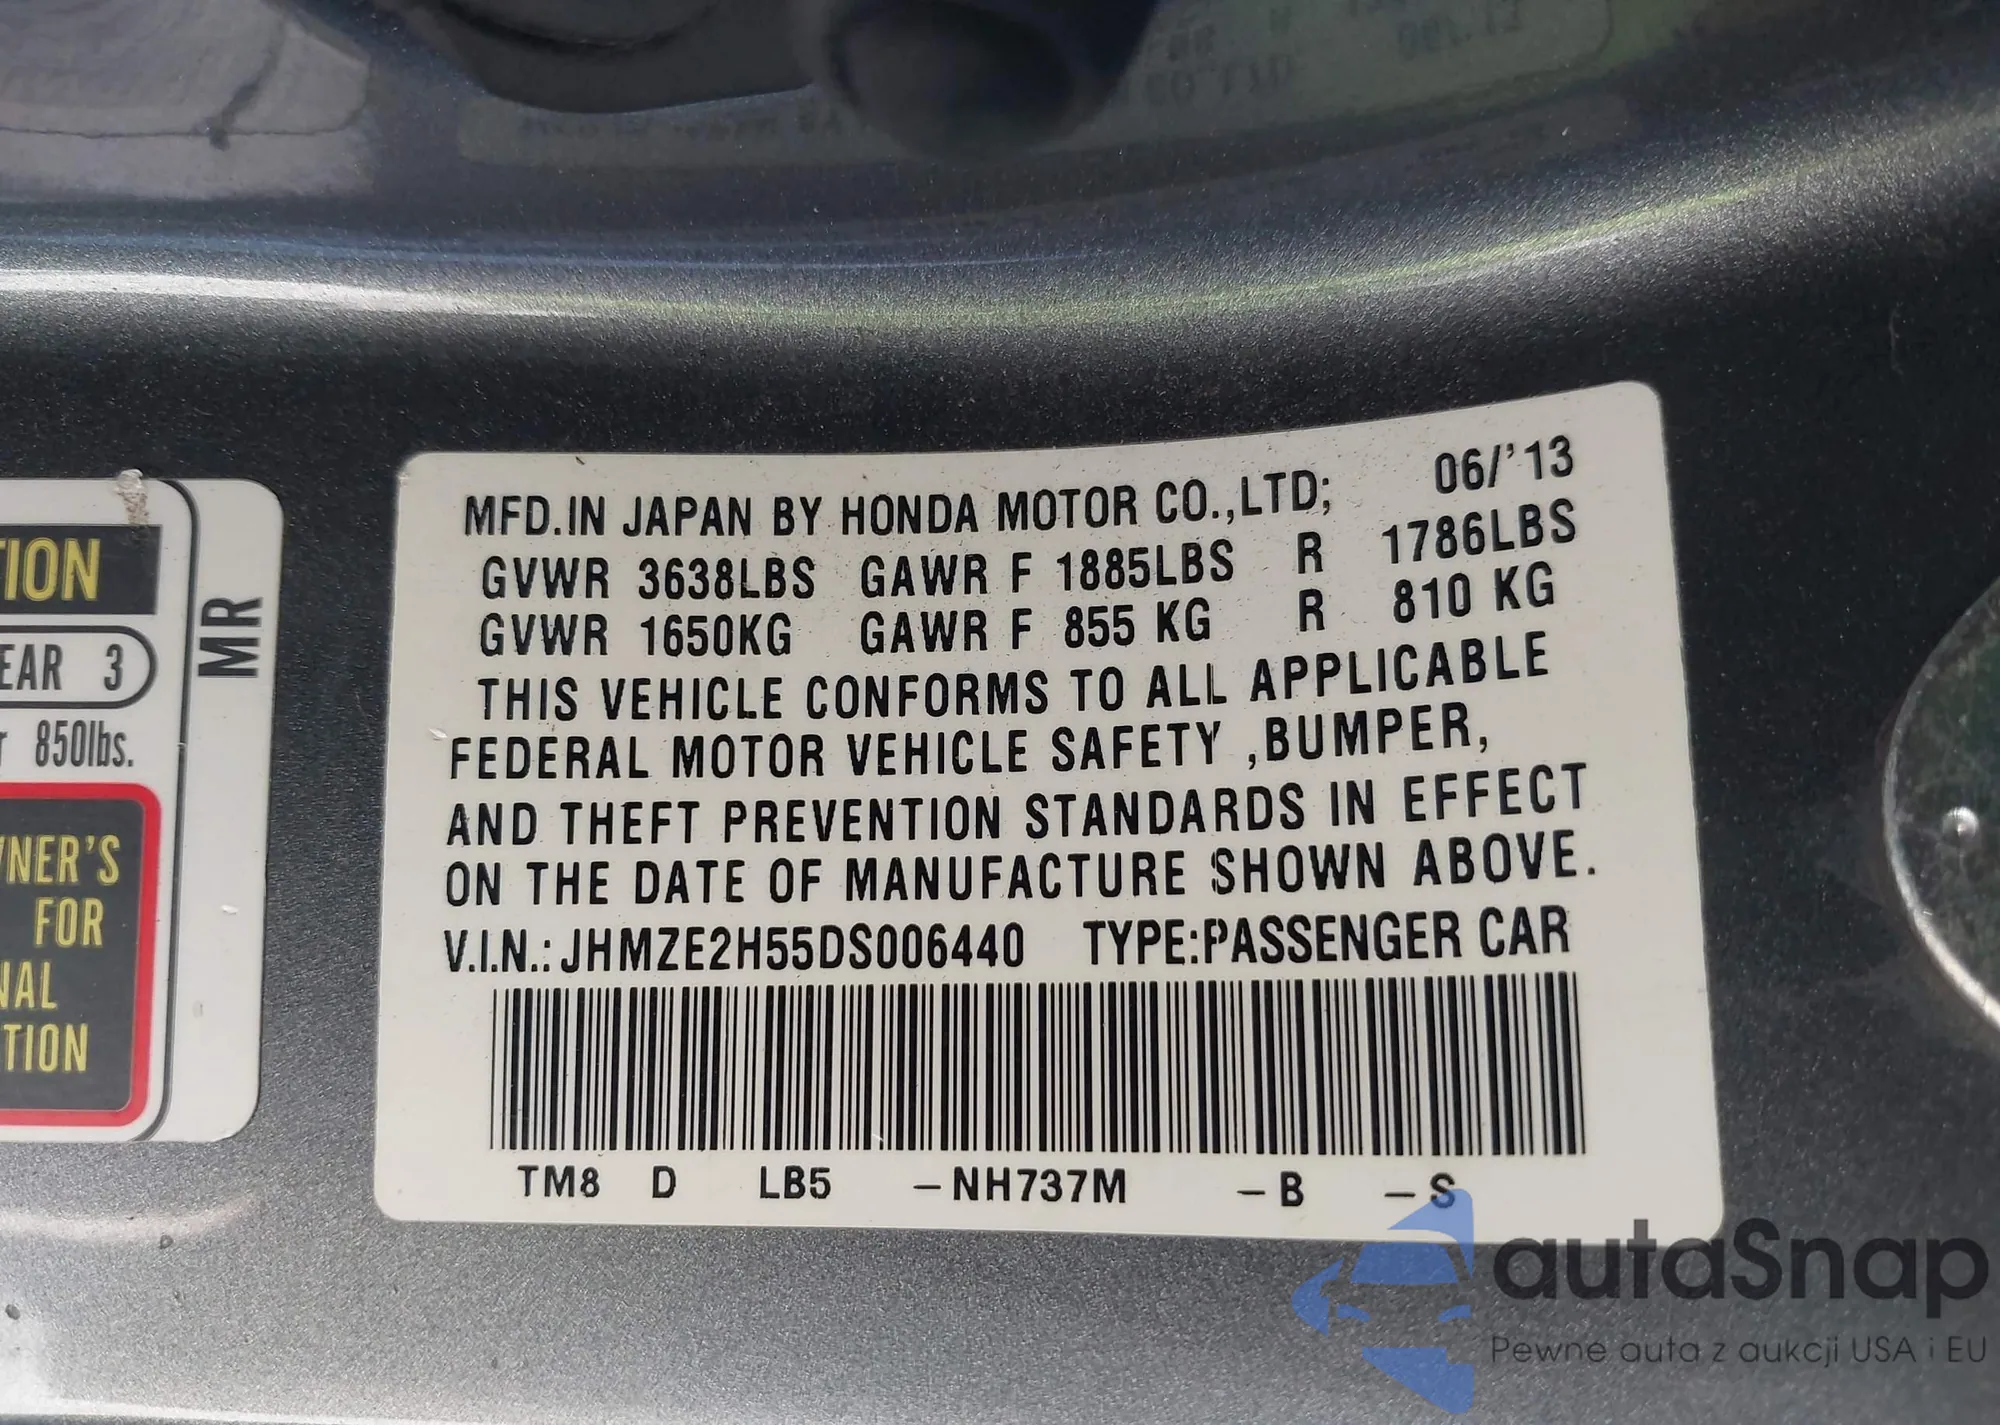 MFD.IN JAPAN BY HONDA MOTOR CO.,LTD; 06/'13
GVWR 3638LBS GAWR F 1885LBS R 1786LBS
GVWR 1650KG GAWR F 855 KG R 810 KG
THIS VEHICLE CONFORMS TO ALL APPLICABLE
FEDERAL MOTOR VEHICLE SAFETY ,BUMPER,
AND THEFT PREVENTION STANDARDS IN EFFECT
ON THE DATE OF MANUFACTURE SHOWN ABOVE.
V.I.N.: JHMZE2H55DS006440 TYPE:PASSENGER CAR
TM8 D LB5 –NH737M –B –S
TION
EAR 3
850lbs.
NER'S
FOR
NAL
TION
MR
autaSnap
Pewne auta z aukcji USA i EU